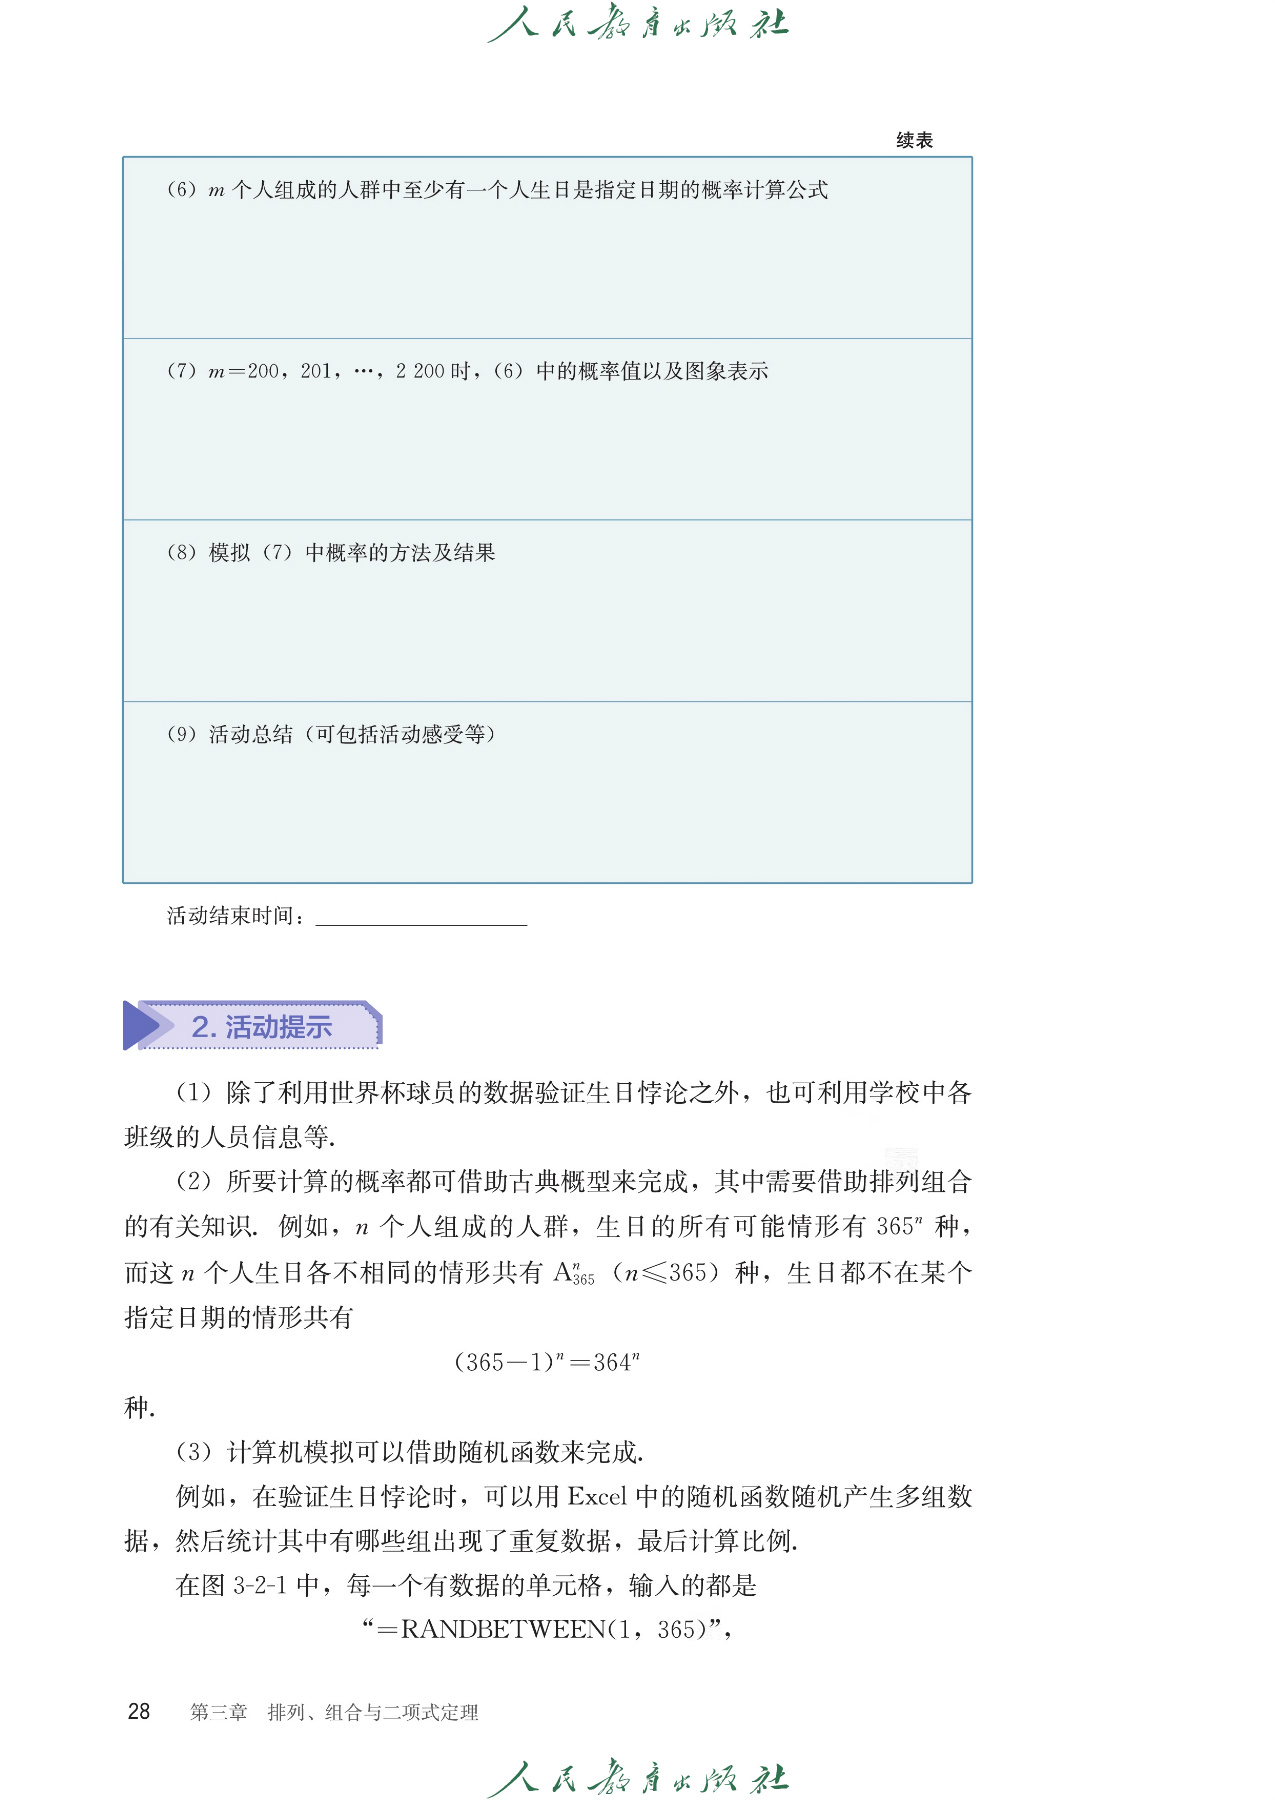 人民教育出版社
续表
（6）m 个人组成的人群中至少有一个人生日是指定日期的概率计算公式
（7）m＝200，201，…，2 200 时，（6）中的概率值以及图象表示
（8）模拟（7）中概率的方法及结果
（9）活动总结（可包括活动感受等）
活动结束时间：____________________
2. 活动提示
（1）除了利用世界杯球员的数据验证生日悖论之外，也可利用学校中各
班级的人员信息等.
（2）所要计算的概率都可借助古典概型来完成，其中需要借助排列组合
的有关知识. 例如，n 个人组成的人群，生日的所有可能情形有 365ⁿ 种，
而这 n 个人生日各不相同的情形共有 Aⁿ₃₆₅（n≤365）种，生日都不在某个
指定日期的情形共有
(365－1)ⁿ＝364ⁿ
种.
（3）计算机模拟可以借助随机函数来完成.
例如，在验证生日悖论时，可以用 Excel 中的随机函数随机产生多组数
据，然后统计其中有哪些组出现了重复数据，最后计算比例.
在图 3-2-1 中，每一个有数据的单元格，输入的都是
“＝RANDBETWEEN(1，365)”，
28 第三章 排列、组合与二项式定理
人民教育出版社